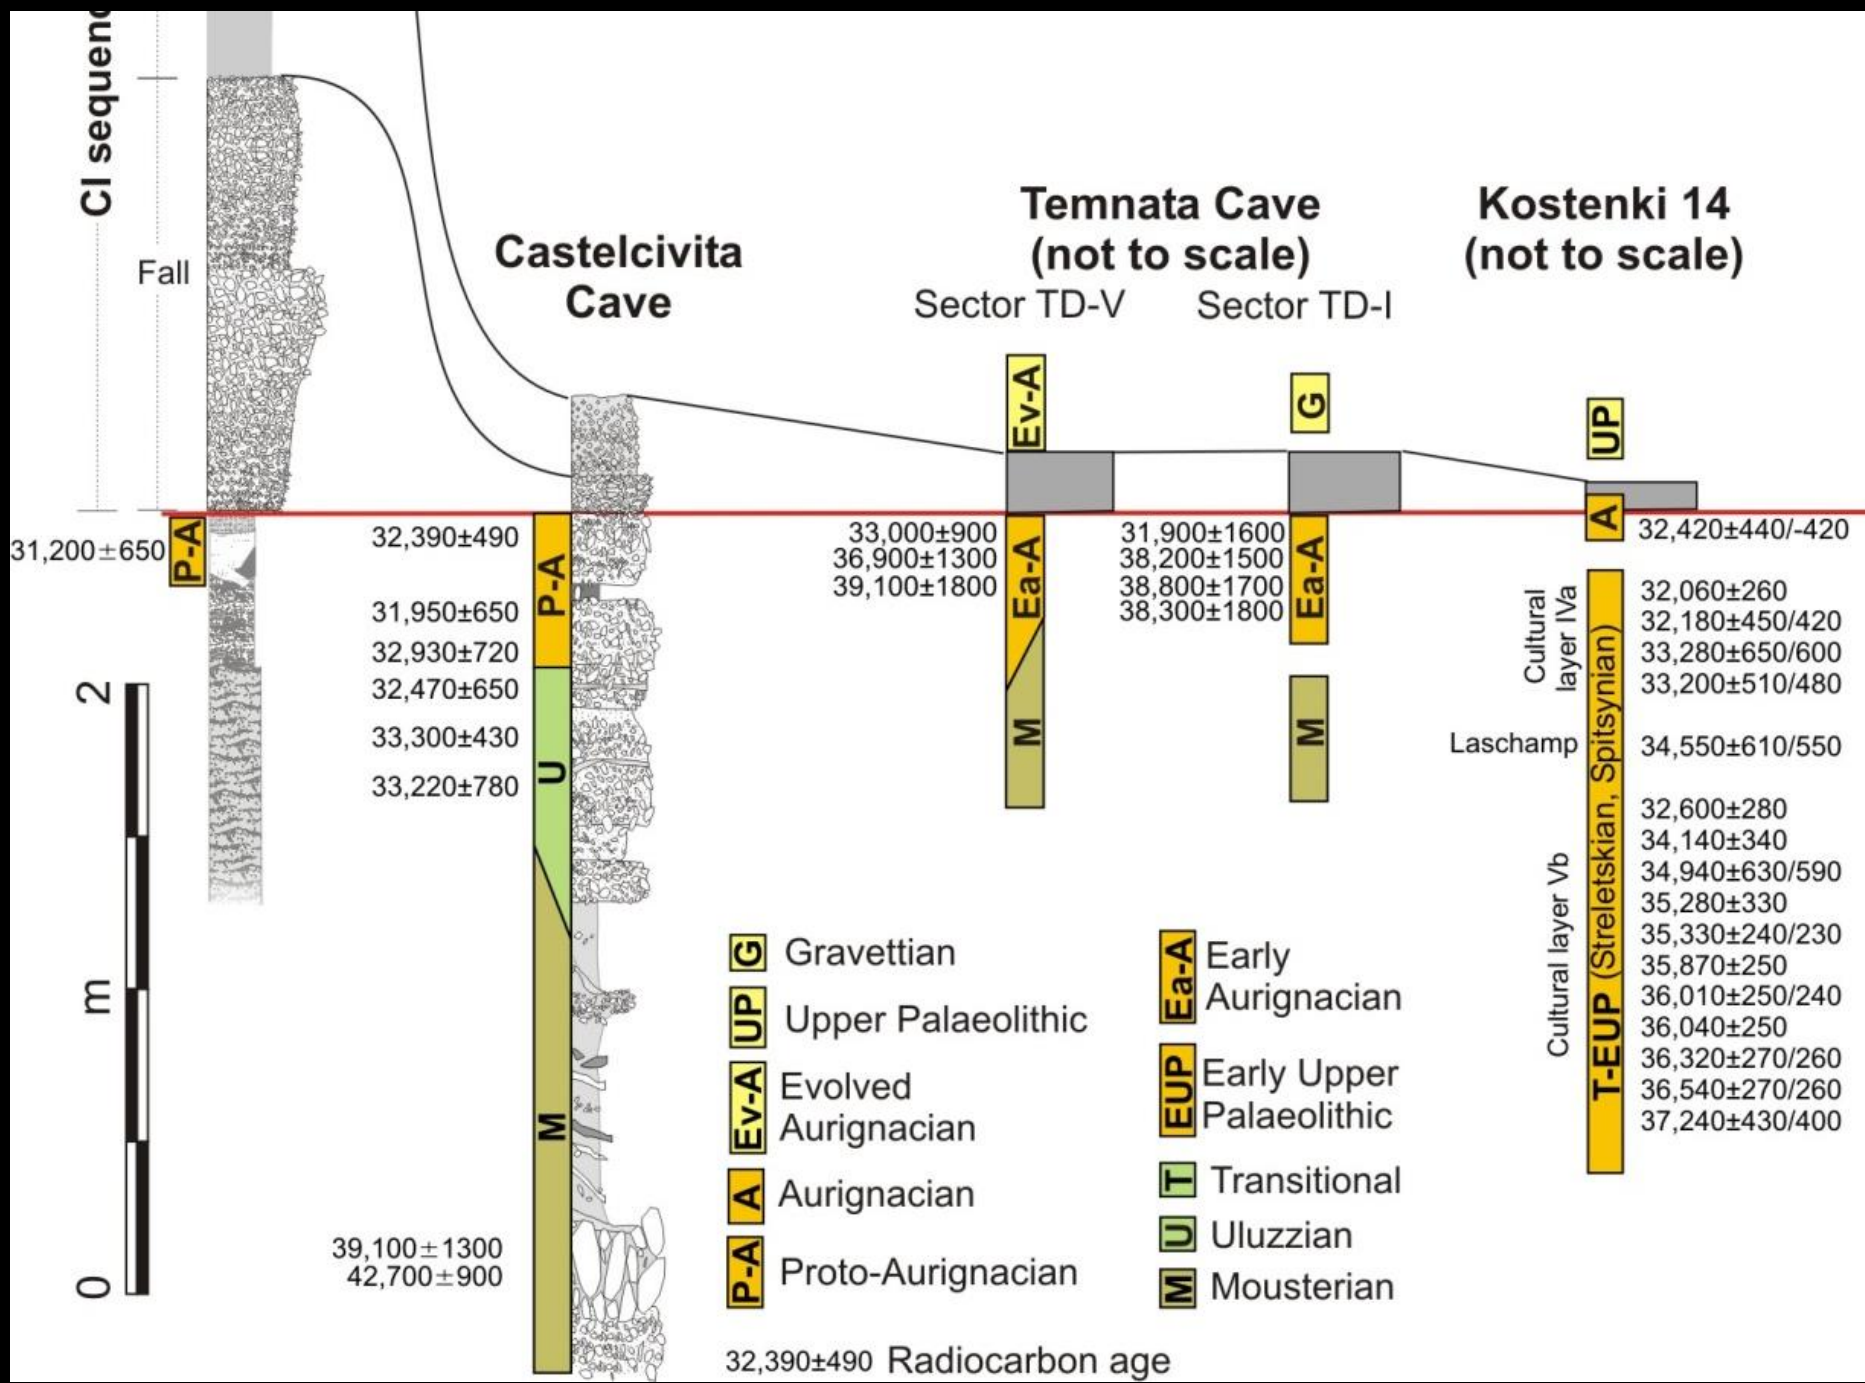 CI sequenc
Fall
31,200±650
P-A
2
m
0
Castelcivita
Cave
32,390±490
31,950±650
32,930±720
32,470±650
33,300±430
33,220±780
39,100±1300
42,700±900
P-A
U
M
Temnata Cave
(not to scale)
Sector TD-V
Ev-A
33,000±900
36,900±1300
39,100±1800
Ea-A
M
Sector TD-I
G
31,900±1600
38,200±1500
38,800±1700
38,300±1800
Ea-A
M
Kostenki 14
(not to scale)
UP
A
32,420±440/-420
Cultural
layer IVa
32,060±260
32,180±450/420
33,280±650/600
33,200±510/480
Laschamp
34,550±610/550
Cultural layer Vb
32,600±280
34,140±340
34,940±630/590
35,280±330
35,330±240/230
35,870±250
36,010±250/240
36,040±250
36,320±270/260
36,540±270/260
37,240±430/400
T-EUP (Streletskian, Spitsynian)
G Gravettian
UP Upper Palaeolithic
Ev-A Evolved
Aurignacian
A Aurignacian
P-A Proto-Aurignacian
Ea-A Early
Aurignacian
EUP Early Upper
Palaeolithic
T Transitional
U Uluzzian
M Mousterian
32,390±490 Radiocarbon age